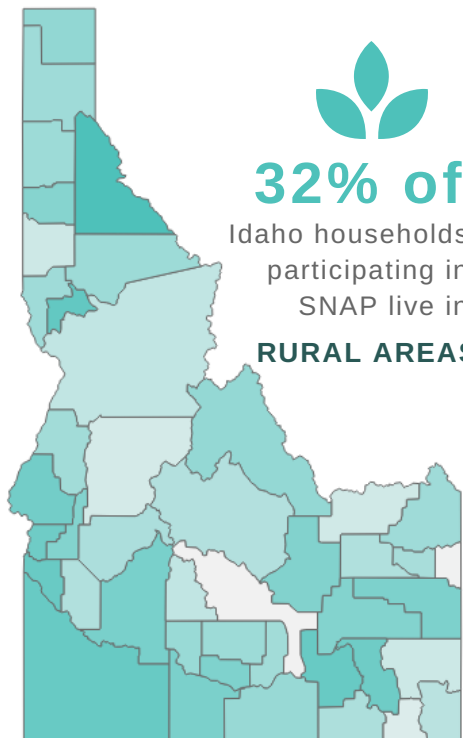 32% of
Idaho households
participating in
SNAP live in
RURAL AREAS